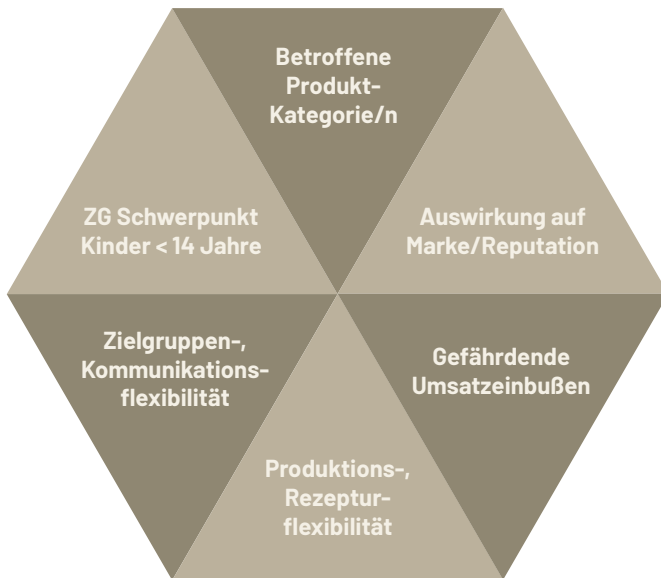 Betroffene
Produkt-
Kategorie/n
ZG Schwerpunkt
Kinder < 14 Jahre
Auswirkung auf
Marke/Reputation
Zielgruppen-,
Kommunikations-
flexibilität
Gefährdende
Umsatzeinbußen
Produktions-,
Rezeptur-
flexibilität